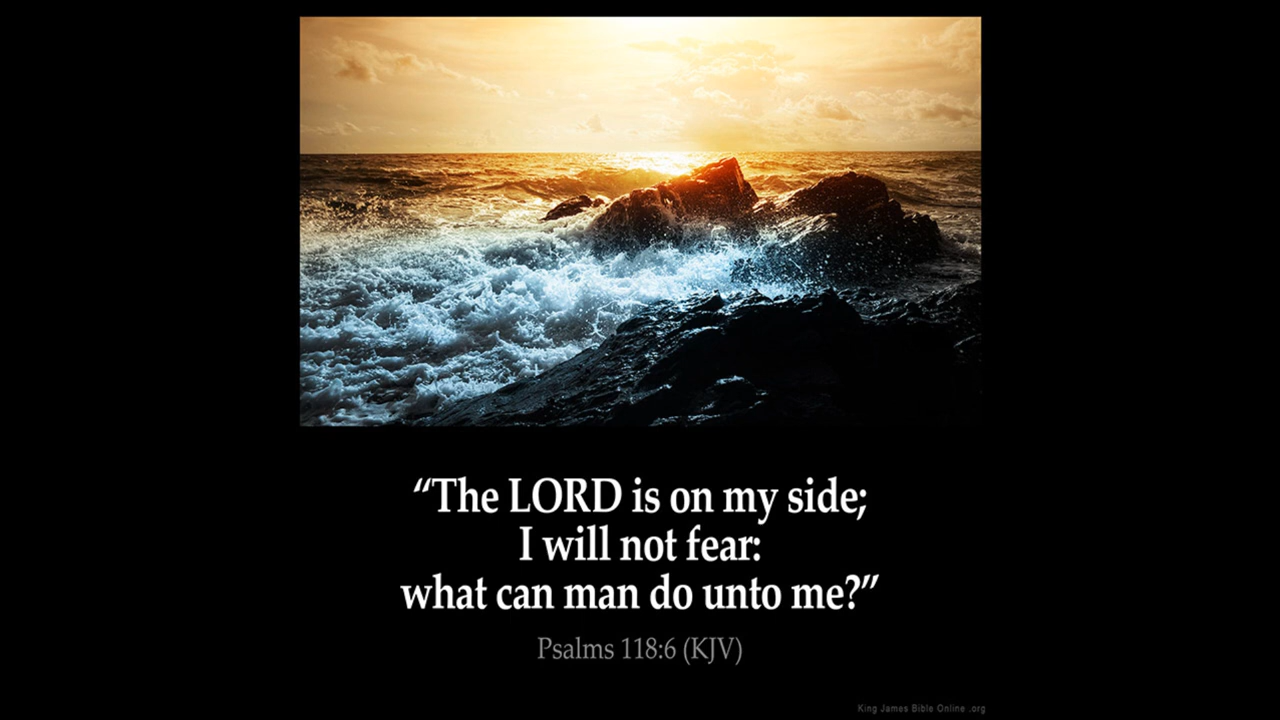 “The LORD is on my side;
I will not fear:
what can man do unto me?”
Psalms 118:6 (KJV)
King James Bible Online .org